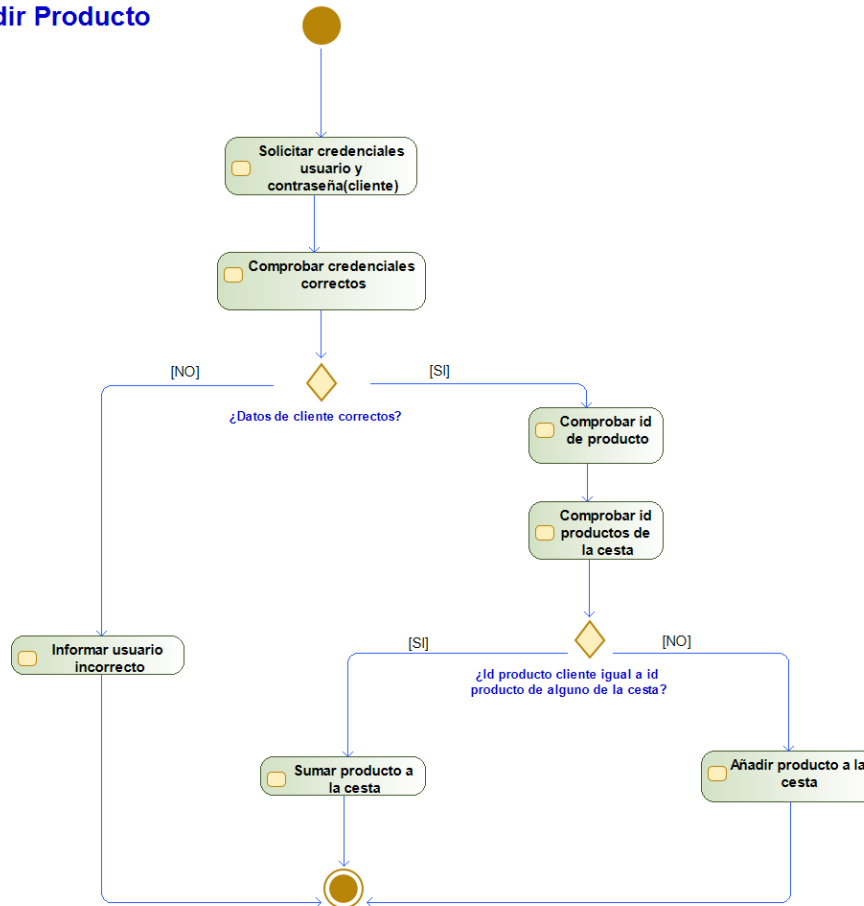 dir Producto
Solicitar credenciales
usuario y
contraseña(cliente)
Comprobar credenciales
correctos
[NO]
[SI]
¿Datos de cliente correctos?
Comprobar id
de producto
Comprobar id
productos de
la cesta
Informar usuario
incorrecto
[SI]
[NO]
¿Id producto cliente igual a id
producto de alguno de la cesta?
Sumar producto a
la cesta
Añadir producto a la
cesta